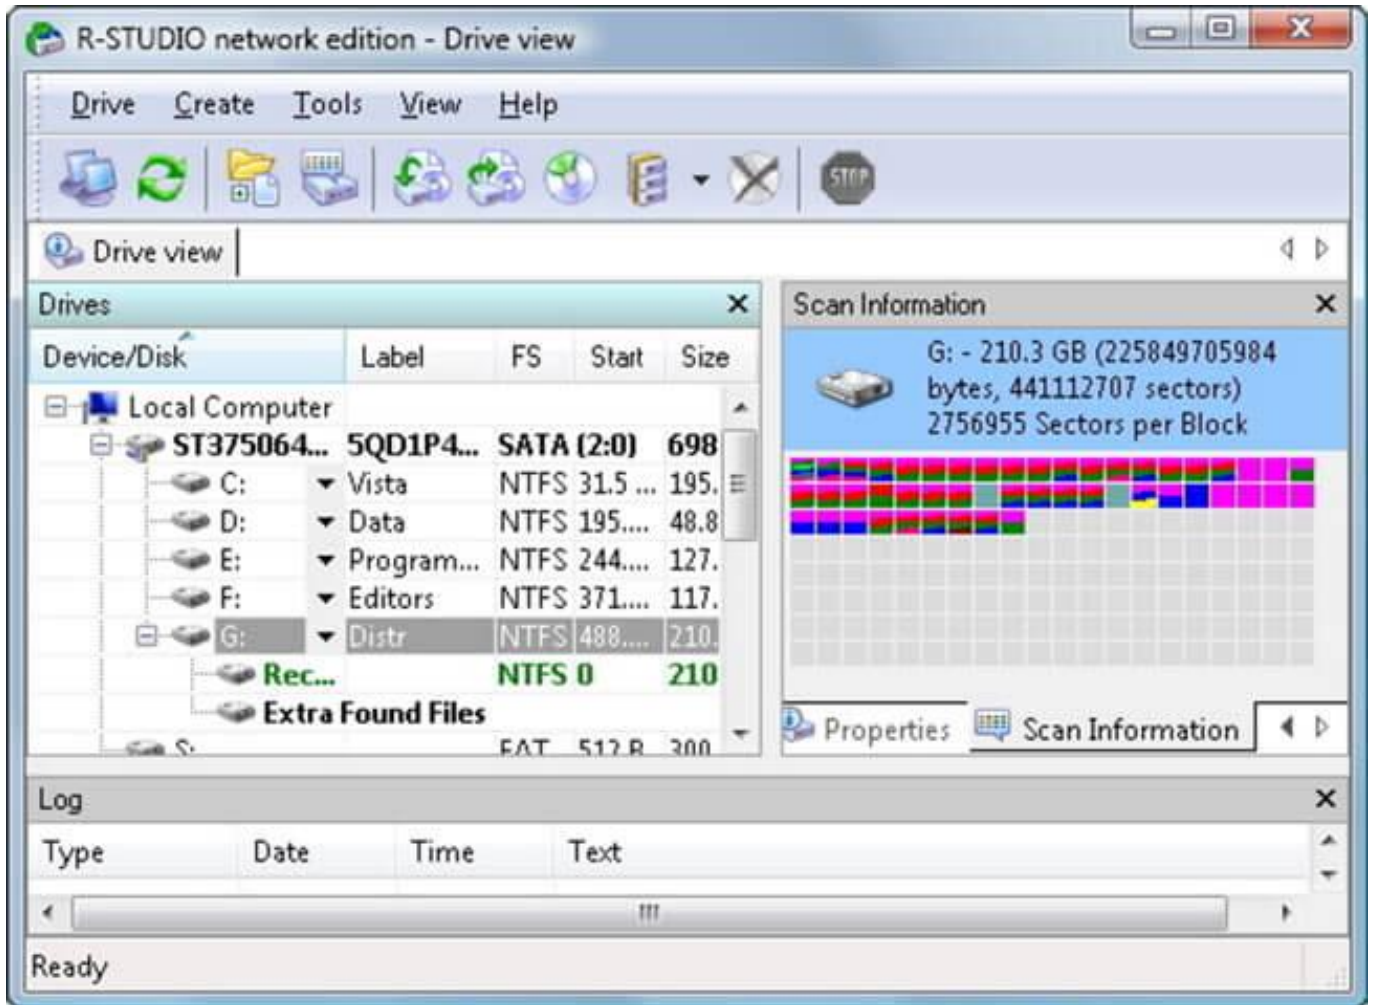 R-STUDIO network edition - Drive view
Drive Create Tools View Help
STOP
Drive view
Drives
Device/Disk Label FS Start Size
Local Computer
ST375064... 5QD1P4... SATA (2:0) 698
C: Vista NTFS 31.5 ... 195.
D: Data NTFS 195.... 48.8
E: Program... NTFS 244.... 127.
F: Editors NTFS 371.... 117.
G: Distr NTFS 488.... 210.
Rec... NTFS 0 210
Extra Found Files
S: FAT 512 B 300
Scan Information
G: - 210.3 GB (225849705984
bytes, 441112707 sectors)
2756955 Sectors per Block
Properties Scan Information
Log
Type Date Time Text
Ready